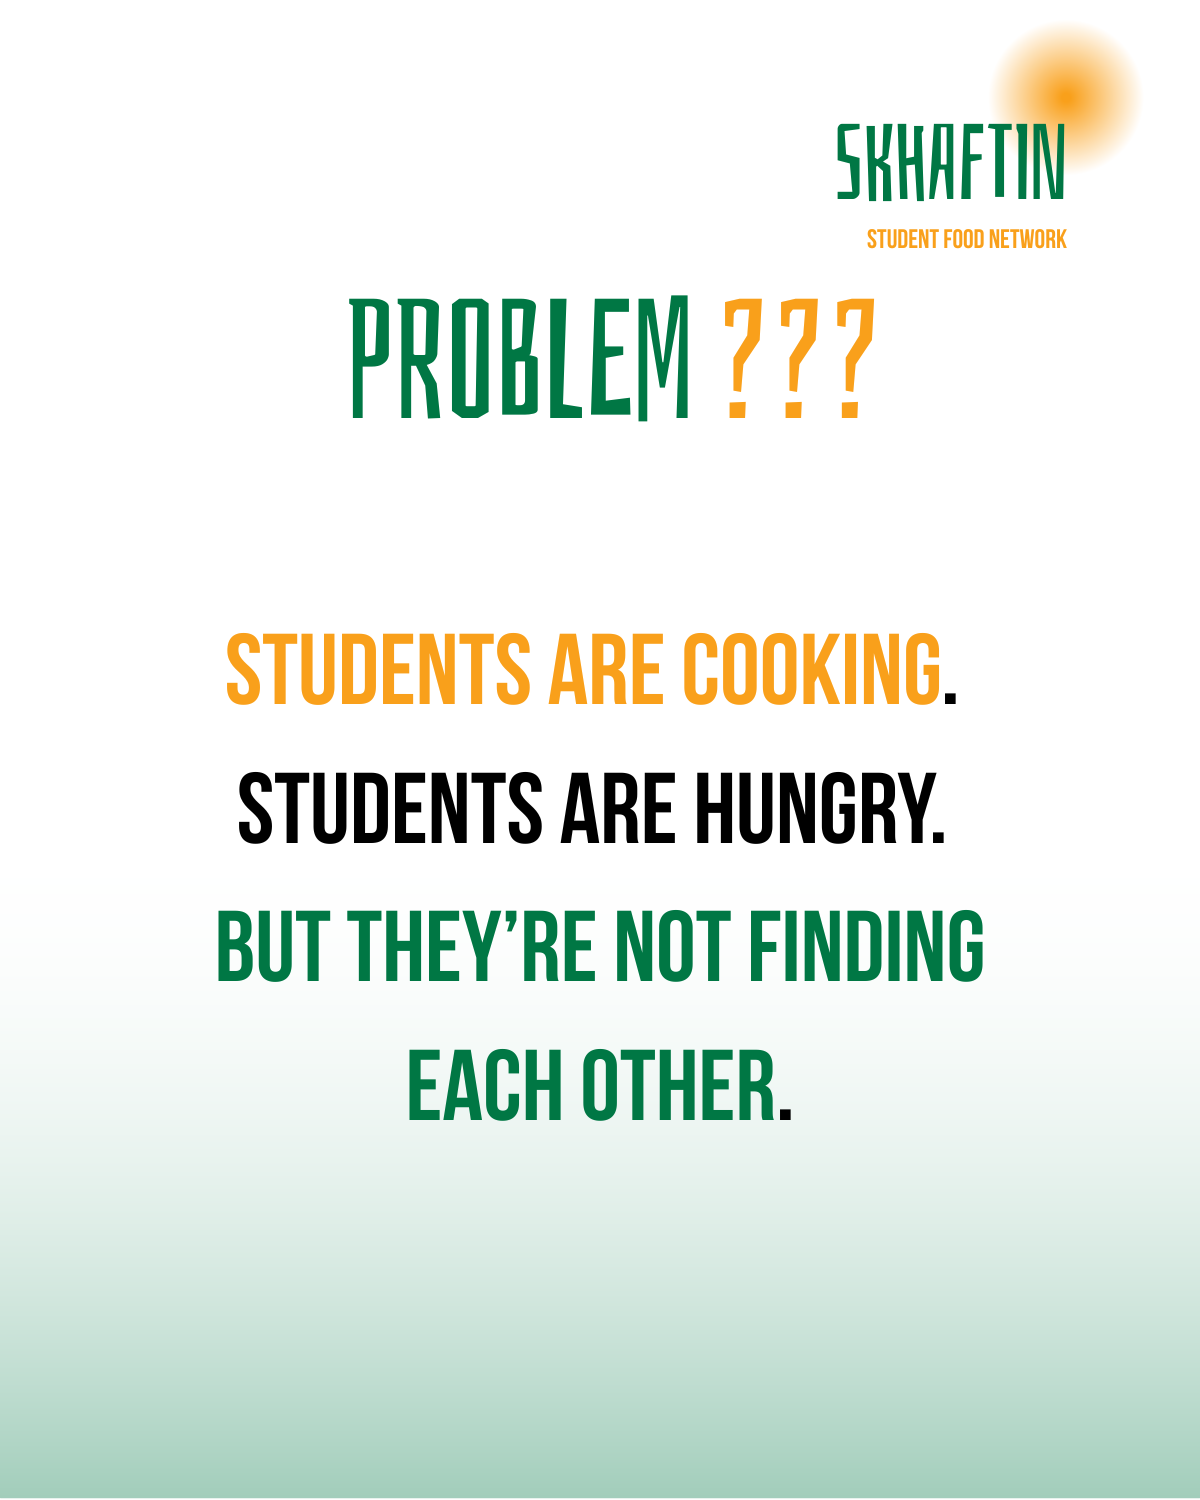 SKHAFTIN
STUDENT FOOD NETWORK
PROBLEM ???
STUDENTS ARE COOKING.
STUDENTS ARE HUNGRY.
BUT THEY’RE NOT FINDING
EACH OTHER.